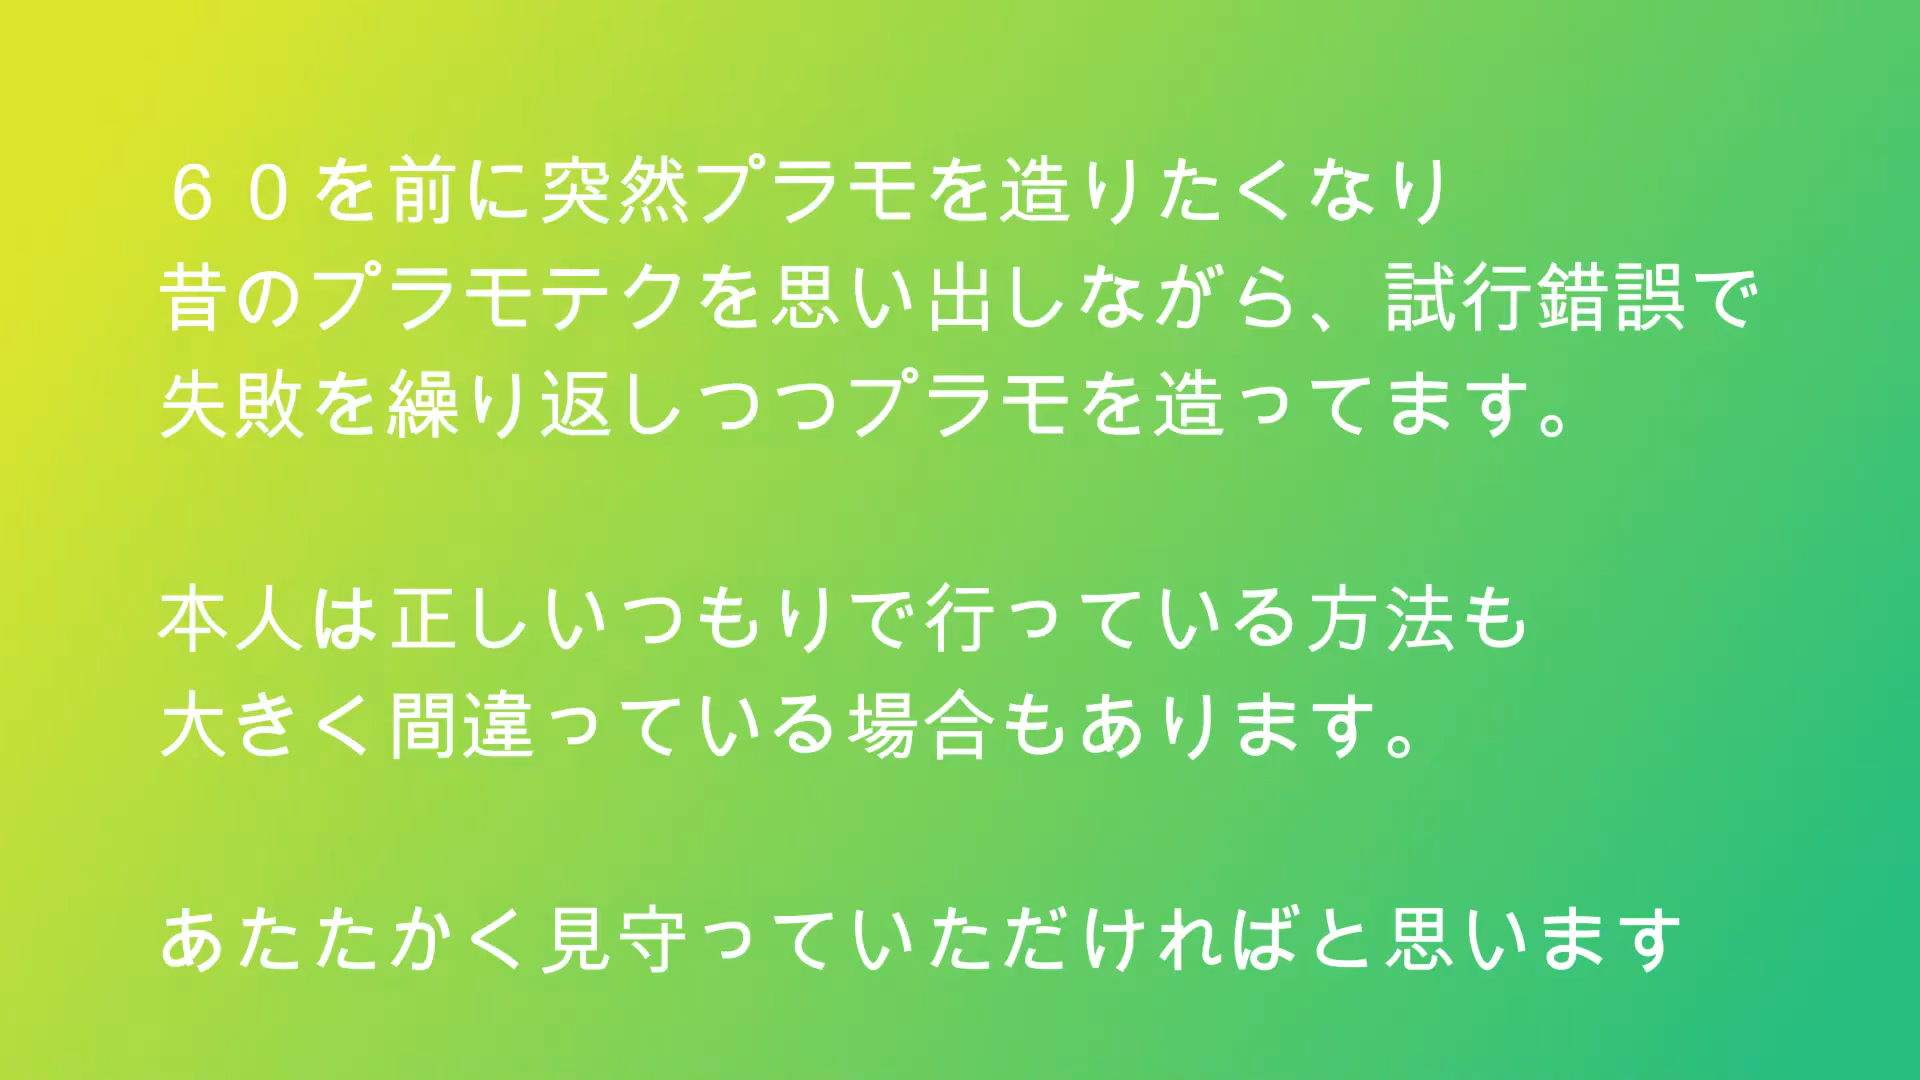 ６０を前に突然プラモを造りたくなり
昔のプラモテクを思い出しながら、試行錯誤で
失敗を繰り返しつつプラモを造ってます。
本人は正しいつもりで行っている方法も
大きく間違っている場合もあります。
あたたかく見守っていただければと思います